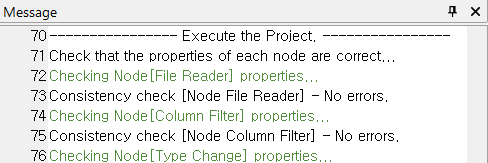 Message
70 ---------------- Execute the Project. ----------------
71 Check that the properties of each node are correct...
72 Checking Node[File Reader] properties...
73 Consistency check [Node File Reader] - No errors.
74 Checking Node[Column Filter] properties...
75 Consistency check [Node Column Filter] - No errors.
76 Checking Node[Type Change] properties...